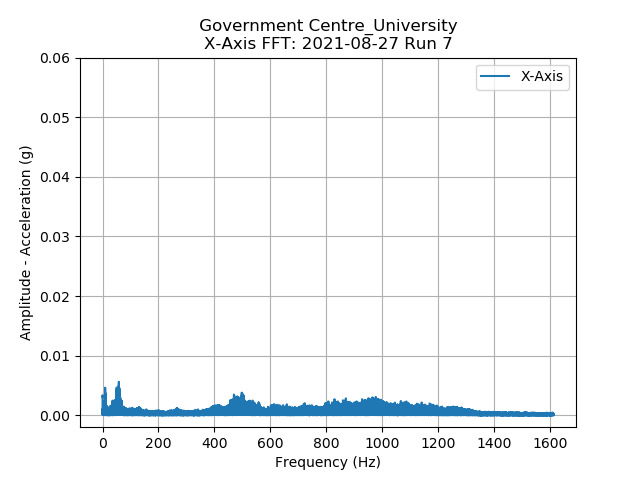 Government Centre_University
X-Axis FFT: 2021-08-27 Run 7
X-Axis
0.06
0.05
0.04
0.03
0.02
0.01
0.00
Amplitude - Acceleration (g)
0 200 400 600 800 1000 1200 1400 1600
Frequency (Hz)